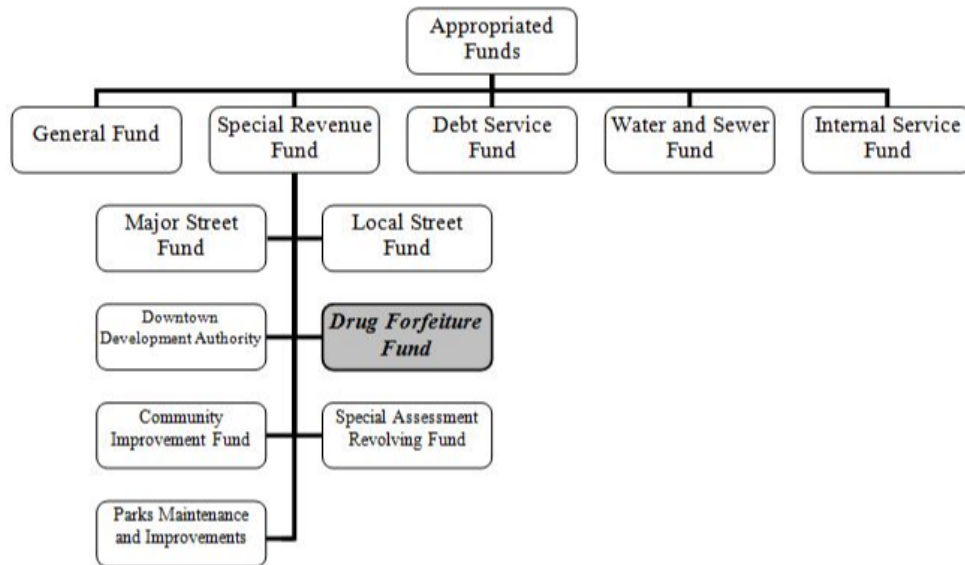 Appropriated
Funds
General Fund
Special Revenue
Fund
Debt Service
Fund
Water and Sewer
Fund
Internal Service
Fund
Major Street
Fund
Local Street
Fund
Downtown
Development Authority
Drug Forfeiture
Fund
Community
Improvement Fund
Special Assessment
Revolving Fund
Parks Maintenance
and Improvements